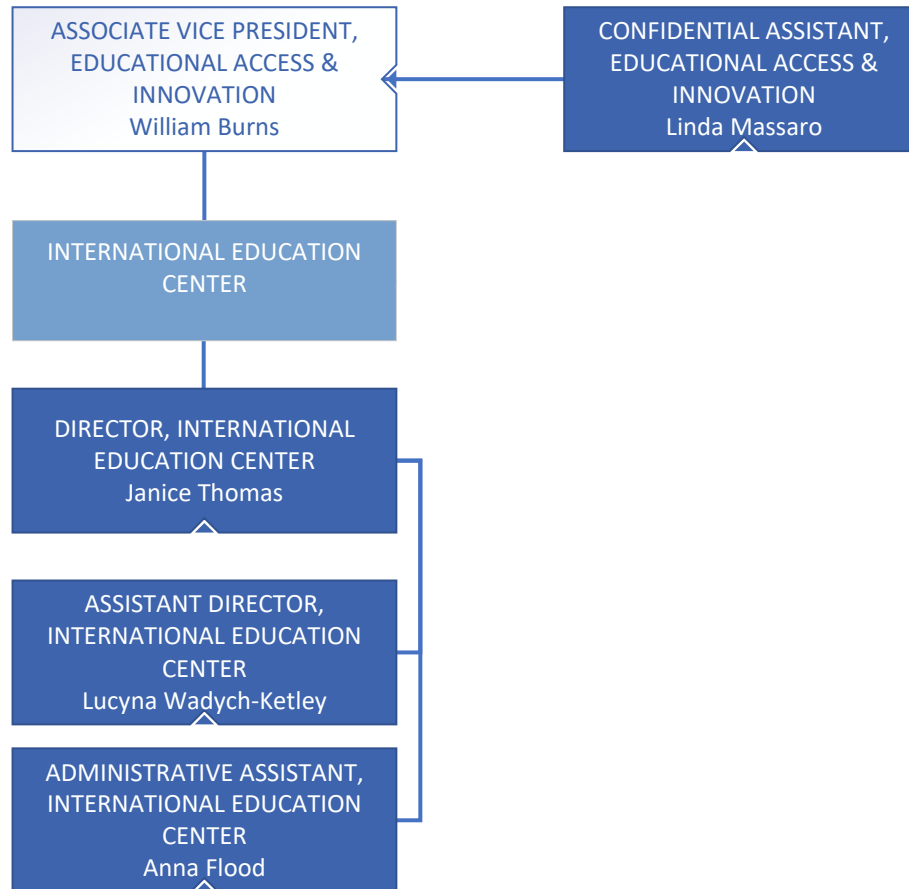 ASSOCIATE VICE PRESIDENT,
EDUCATIONAL ACCESS &
INNOVATION
William Burns
CONFIDENTIAL ASSISTANT,
EDUCATIONAL ACCESS &
INNOVATION
Linda Massaro
INTERNATIONAL EDUCATION
CENTER
DIRECTOR, INTERNATIONAL
EDUCATION CENTER
Janice Thomas
ASSISTANT DIRECTOR,
INTERNATIONAL EDUCATION
CENTER
Lucyna Wadych-Ketley
ADMINISTRATIVE ASSISTANT,
INTERNATIONAL EDUCATION
CENTER
Anna Flood